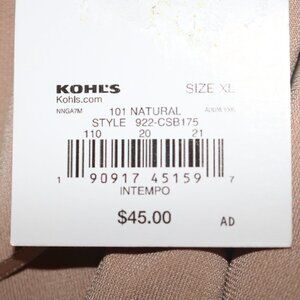 KOHL'S SIZE XL
Kohls.com
NNGA7M
101 NATURAL
STYLE 922-CSB175
110 20 21
1 90917 45159 7
INTEMPO
$45.00
AD